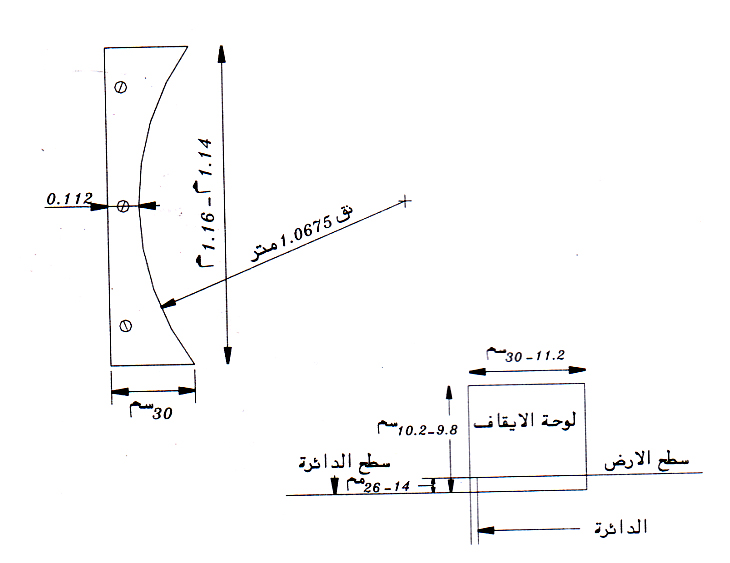 0.112
1.16 م - 1.14 م
نق 1.0675 متر
30 سم
30-11.2 سم
10.2-9.8 سم
لوحة الايقاف
سطح الدائرة
سطح الارض
26-14 مم
الدائرة